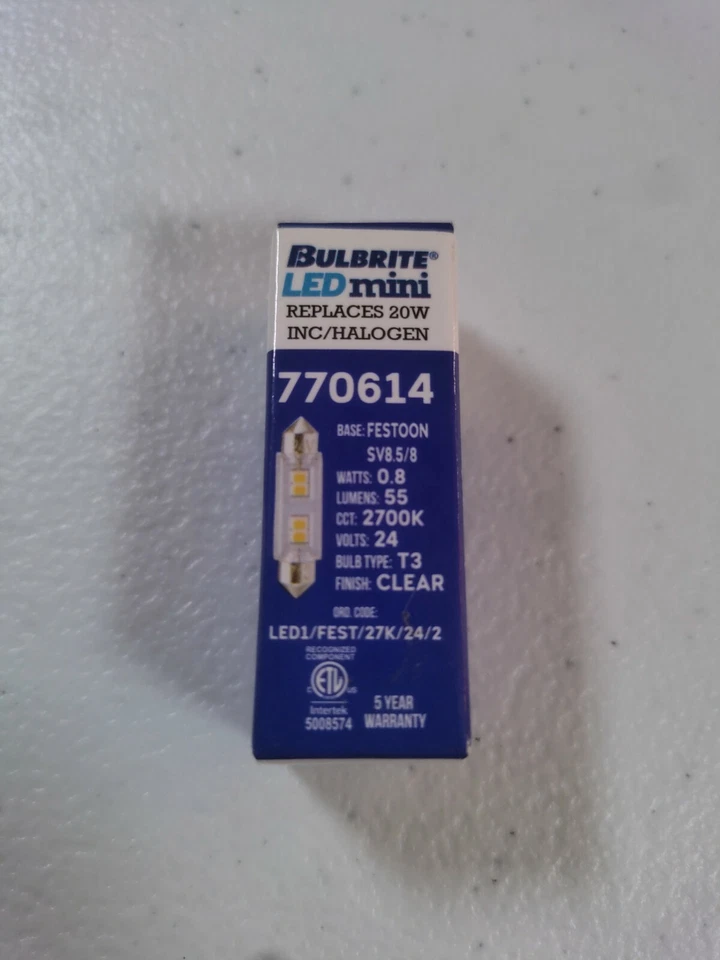 BULBRITE®
LED mini
REPLACES 20W
INC/HALOGEN
770614
BASE: FESTOON
SV8.5/8
WATTS: 0.8
LUMENS: 55
CCT: 2700K
VOLTS: 24
BULB TYPE: T3
FINISH: CLEAR
ORD. CODE:
LED1/FEST/27K/24/2
RECOGNIZED
COMPONENT
C ETL US
Intertek
5008574
5 YEAR
WARRANTY